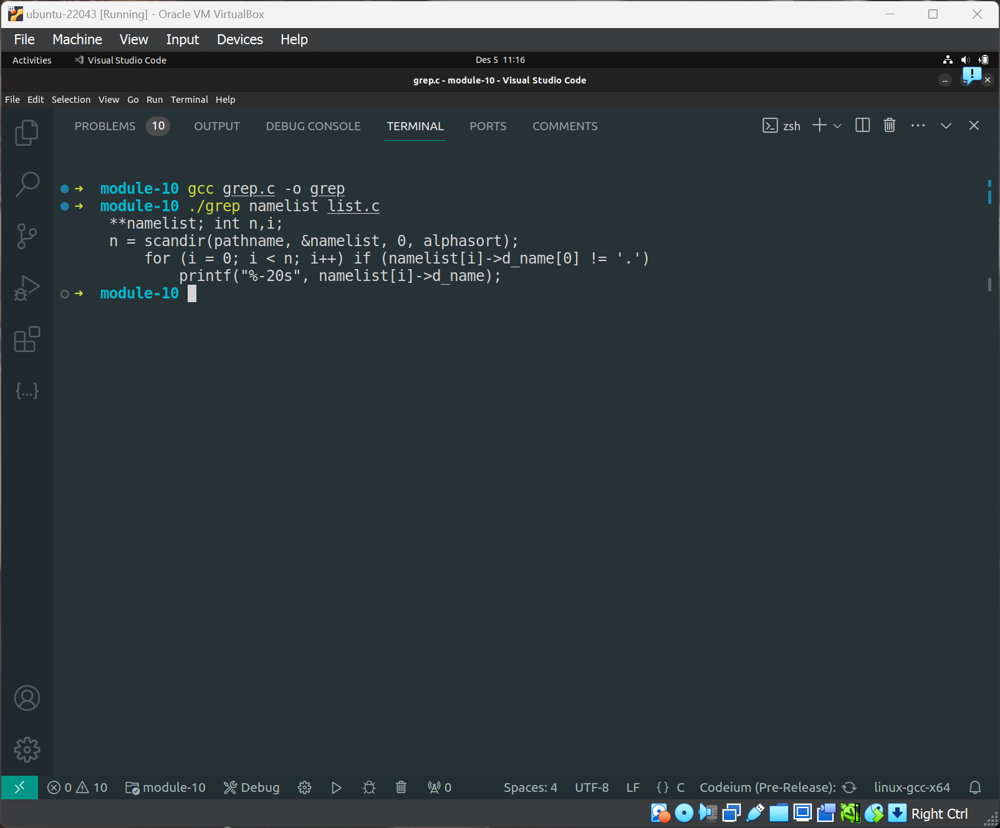 ubuntu-22043 [Running] - Oracle VM VirtualBox
File Machine View Input Devices Help
Activities Visual Studio Code Des 5 11:16
grep.c - module-10 - Visual Studio Code
File Edit Selection View Go Run Terminal Help
PROBLEMS 10 OUTPUT DEBUG CONSOLE TERMINAL PORTS COMMENTS zsh
module-10 gcc grep.c -o grep
module-10 ./grep namelist list.c
**namelist; int n,i;
n = scandir(pathname, &namelist, 0, alphasort);
for (i = 0; i < n; i++) if (namelist[i]->d_name[0] != '.')
printf("%-20s", namelist[i]->d_name);
module-10
0 10 module-10 Debug 0 Spaces: 4 UTF-8 LF {} C Codeium (Pre-Release): linux-gcc-x64
Right Ctrl